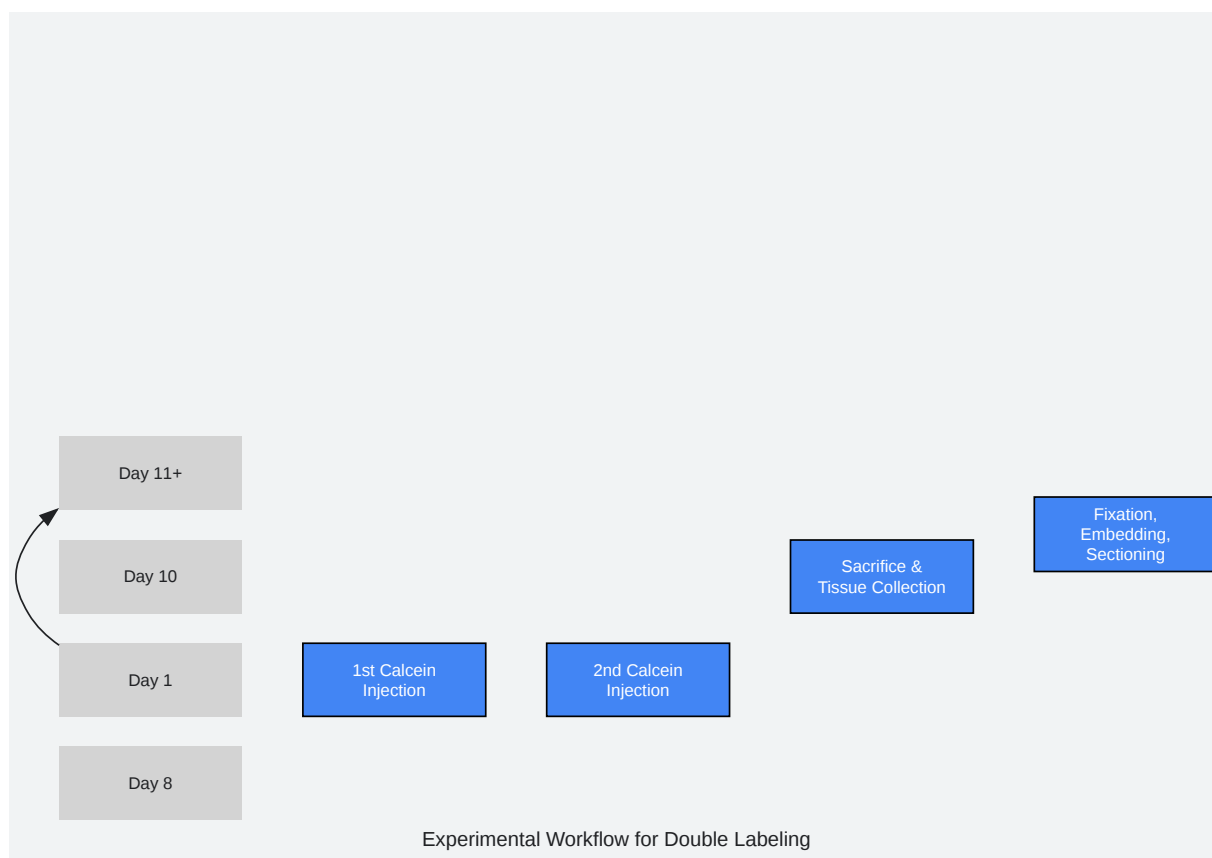 Day 11+
Fixation,
Embedding,
Sectioning
Day 10
Sacrifice &
Tissue Collection
Day 1
1st Calcein
Injection
2nd Calcein
Injection
Day 8
Experimental Workflow for Double Labeling